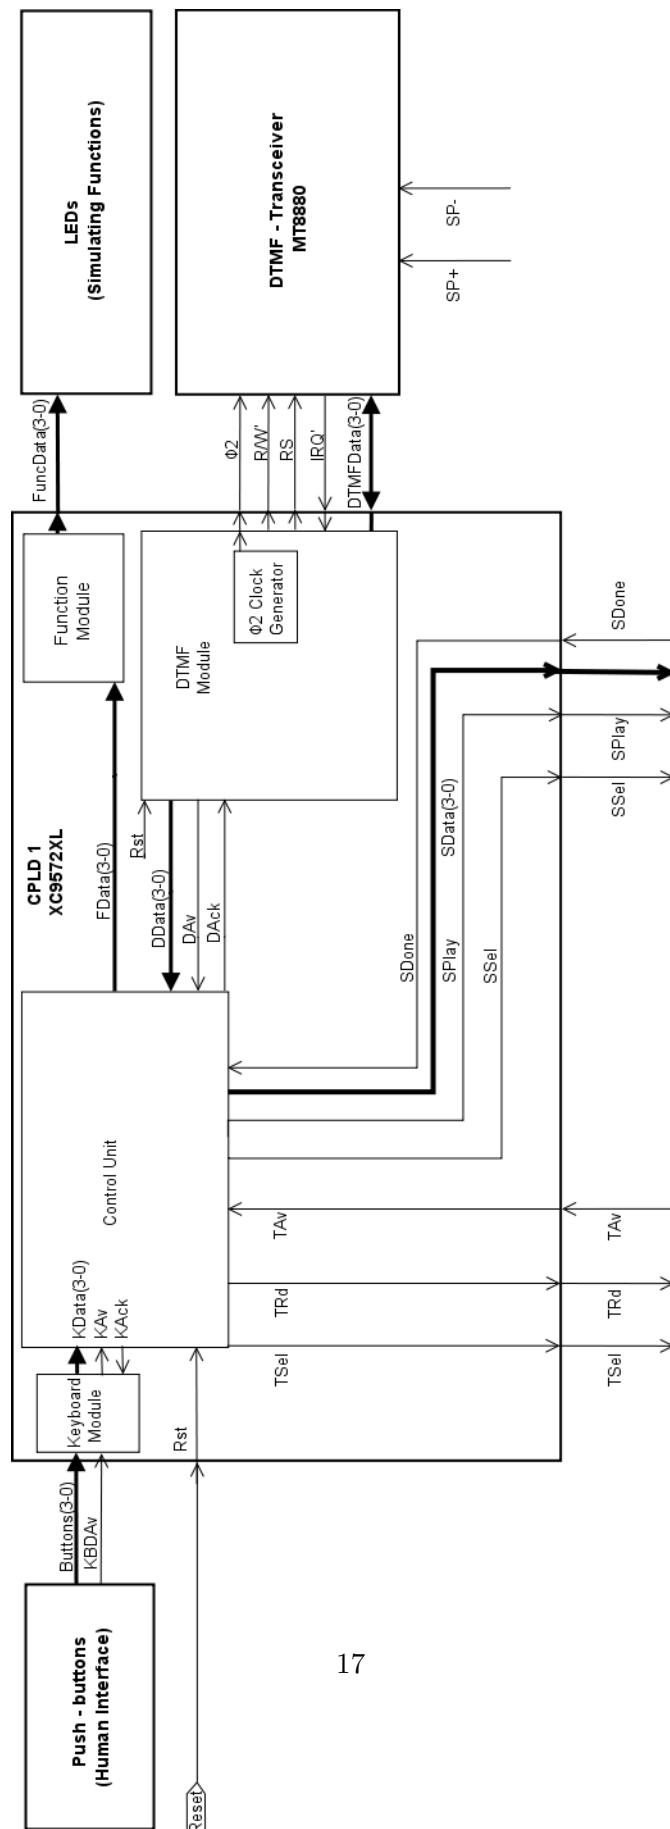 LEDs
(Simulating Functions)
DTMF - Transceiver
MT8880
SP-
SP+
FuncData(3-0)
Φ2
R/W'
RS
IRQ'
DTMFData(3-0)
Function
Module
Φ2 Clock
Generator
DTMF
Module
CPLD 1
XC9572XL
FData(3-0)
Rst
DData(3-0)
DAv
DAck
SDone
SData(3-0)
SPlay
SSel
SDone
SPlay
SSel
Control Unit
KData(3-0)
KAv
KAck
TAv
TRd
TSel
TAv
TRd
TSel
Keyboard
Module
Rst
Buttons(3-0)
KBDAv
Push - buttons
(Human Interface)
Reset
17